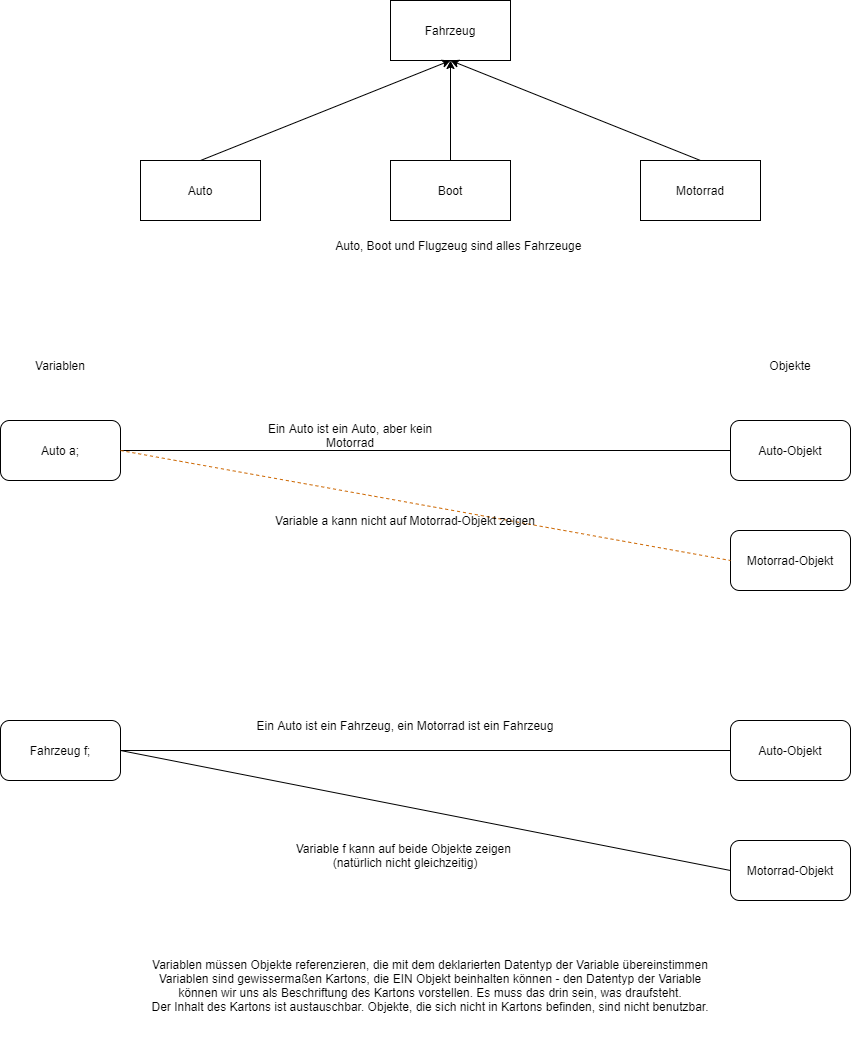 Fahrzeug
Auto
Boot
Motorrad
Auto, Boot und Flugzeug sind alles Fahrzeuge
Variablen
Objekte
Ein Auto ist ein Auto, aber kein
Motorrad
Auto a;
Auto-Objekt
Variable a kann nicht auf Motorrad-Objekt zeigen
Motorrad-Objekt
Ein Auto ist ein Fahrzeug, ein Motorrad ist ein Fahrzeug
Fahrzeug f;
Auto-Objekt
Variable f kann auf beide Objekte zeigen
(natürlich nicht gleichzeitig)
Motorrad-Objekt
Variablen müssen Objekte referenzieren, die mit dem deklarierten Datentyp der Variable übereinstimmen
Variablen sind gewissermaßen Kartons, die EIN Objekt beinhalten können - den Datentyp der Variable
können wir uns als Beschriftung des Kartons vorstellen. Es muss das drin sein, was draufsteht.
Der Inhalt des Kartons ist austauschbar. Objekte, die sich nicht in Kartons befinden, sind nicht benutzbar.